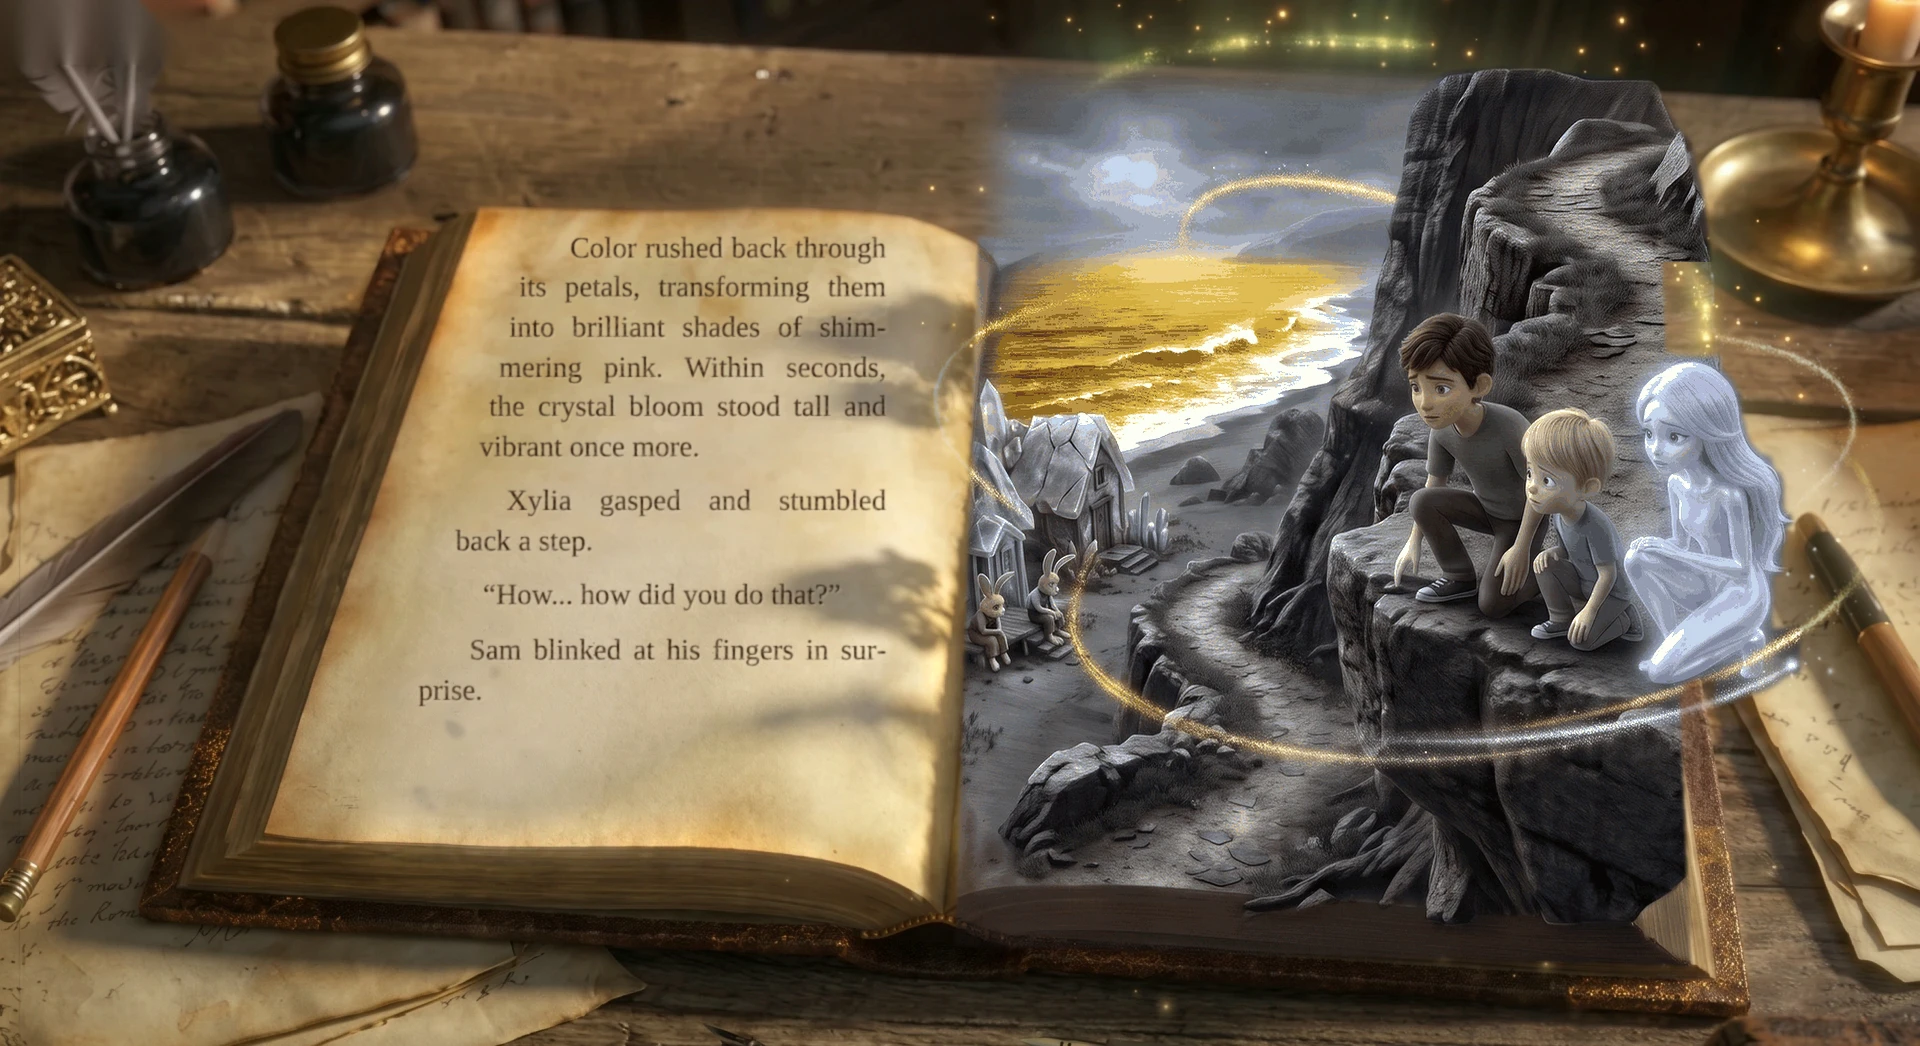 Color rushed back through
its petals, transforming them
into brilliant shades of shim-
mering pink. Within seconds,
the crystal bloom stood tall and
vibrant once more.
Xylia gasped and stumbled
back a step.
“How... how did you do that?”
Sam blinked at his fingers in sur-
prise.